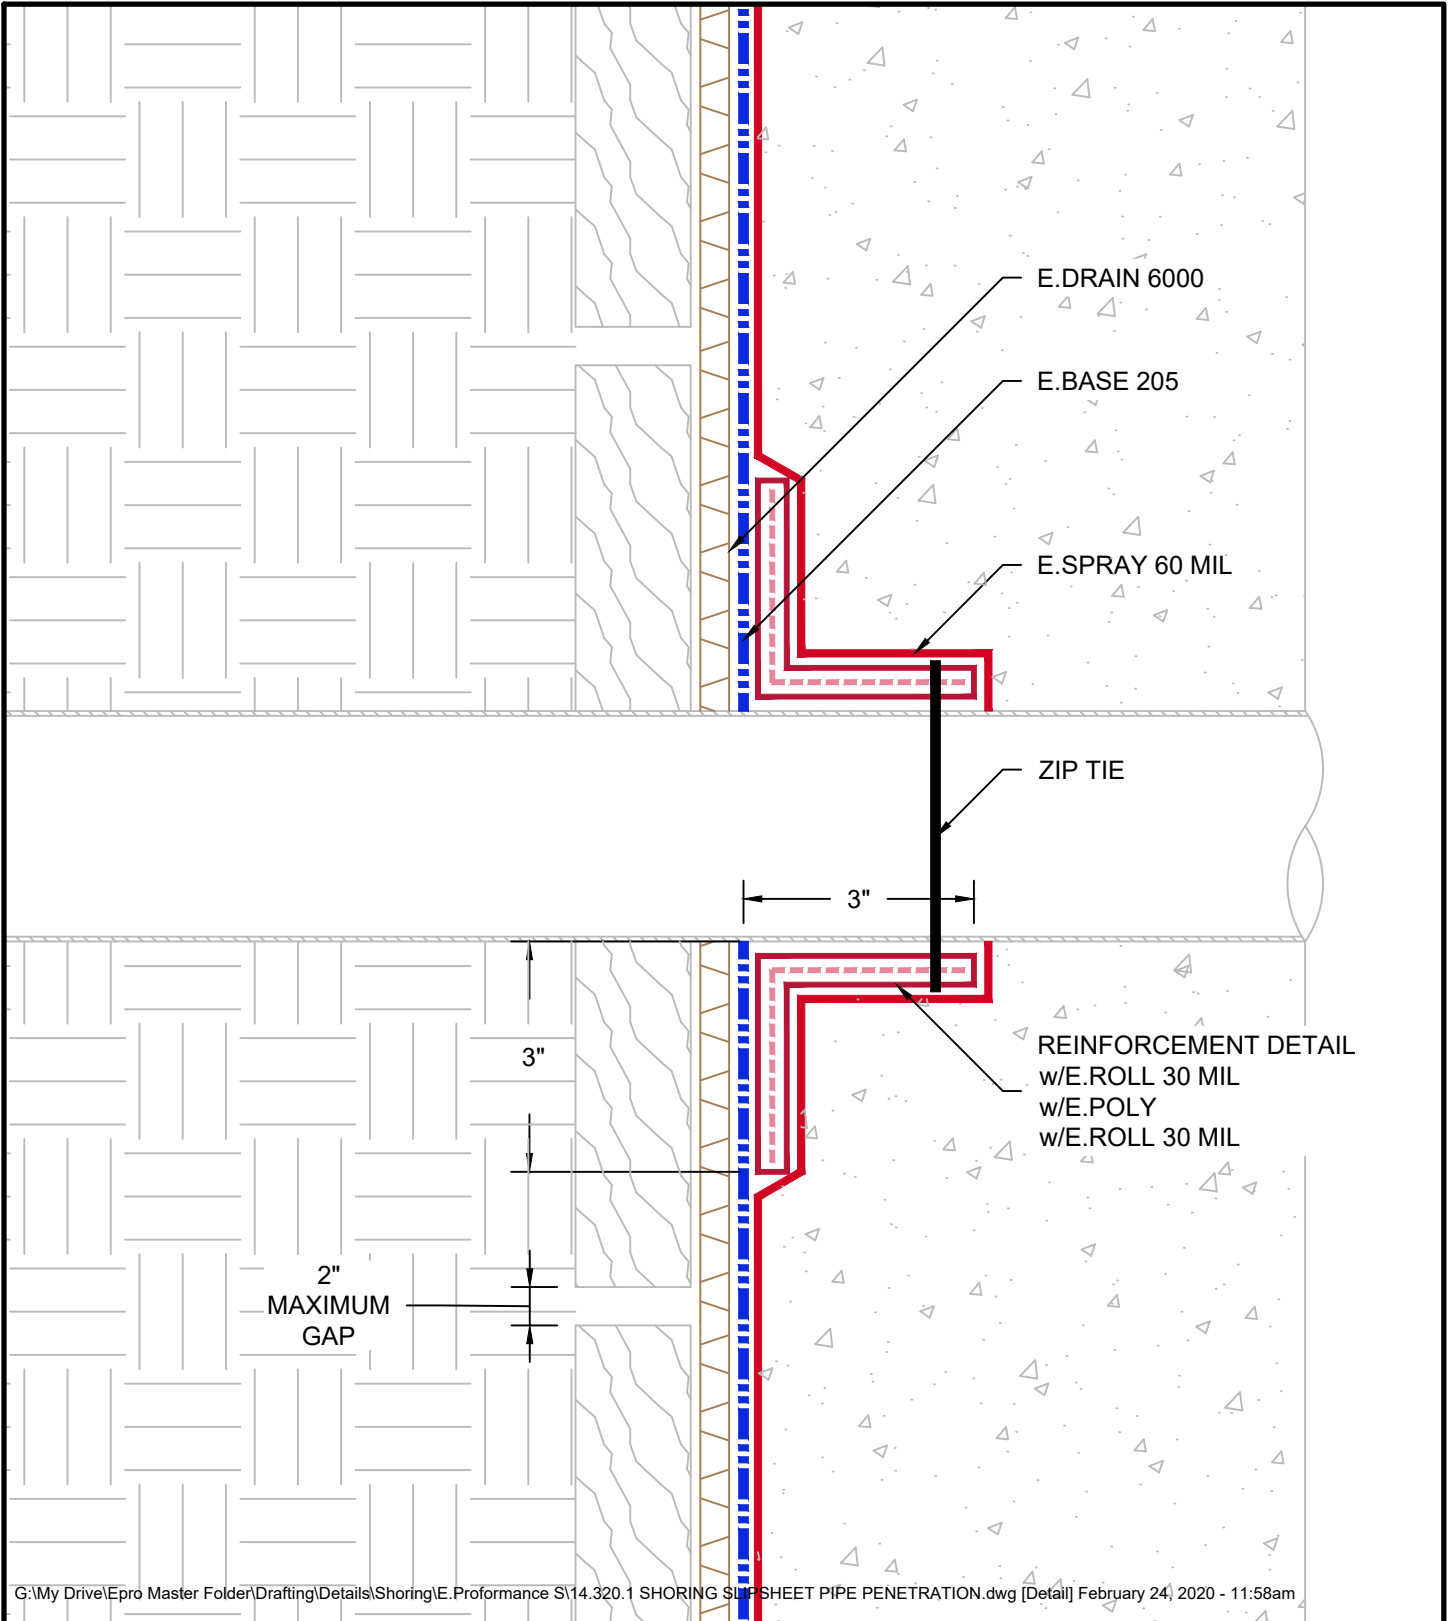 E.DRAIN 6000
E.BASE 205
E.SPRAY 60 MIL
ZIP TIE
3"
3"
REINFORCEMENT DETAIL
w/E.ROLL 30 MIL
w/E.POLY
w/E.ROLL 30 MIL
2"
MAXIMUM
GAP
G:\My Drive\Epro Master Folder\Drafting\Details\Shoring\E.Proformance S\14.320.1 SHORING SLIPSHEET PIPE PENETRATION.dwg [Detail] February 24, 2020 - 11:58am